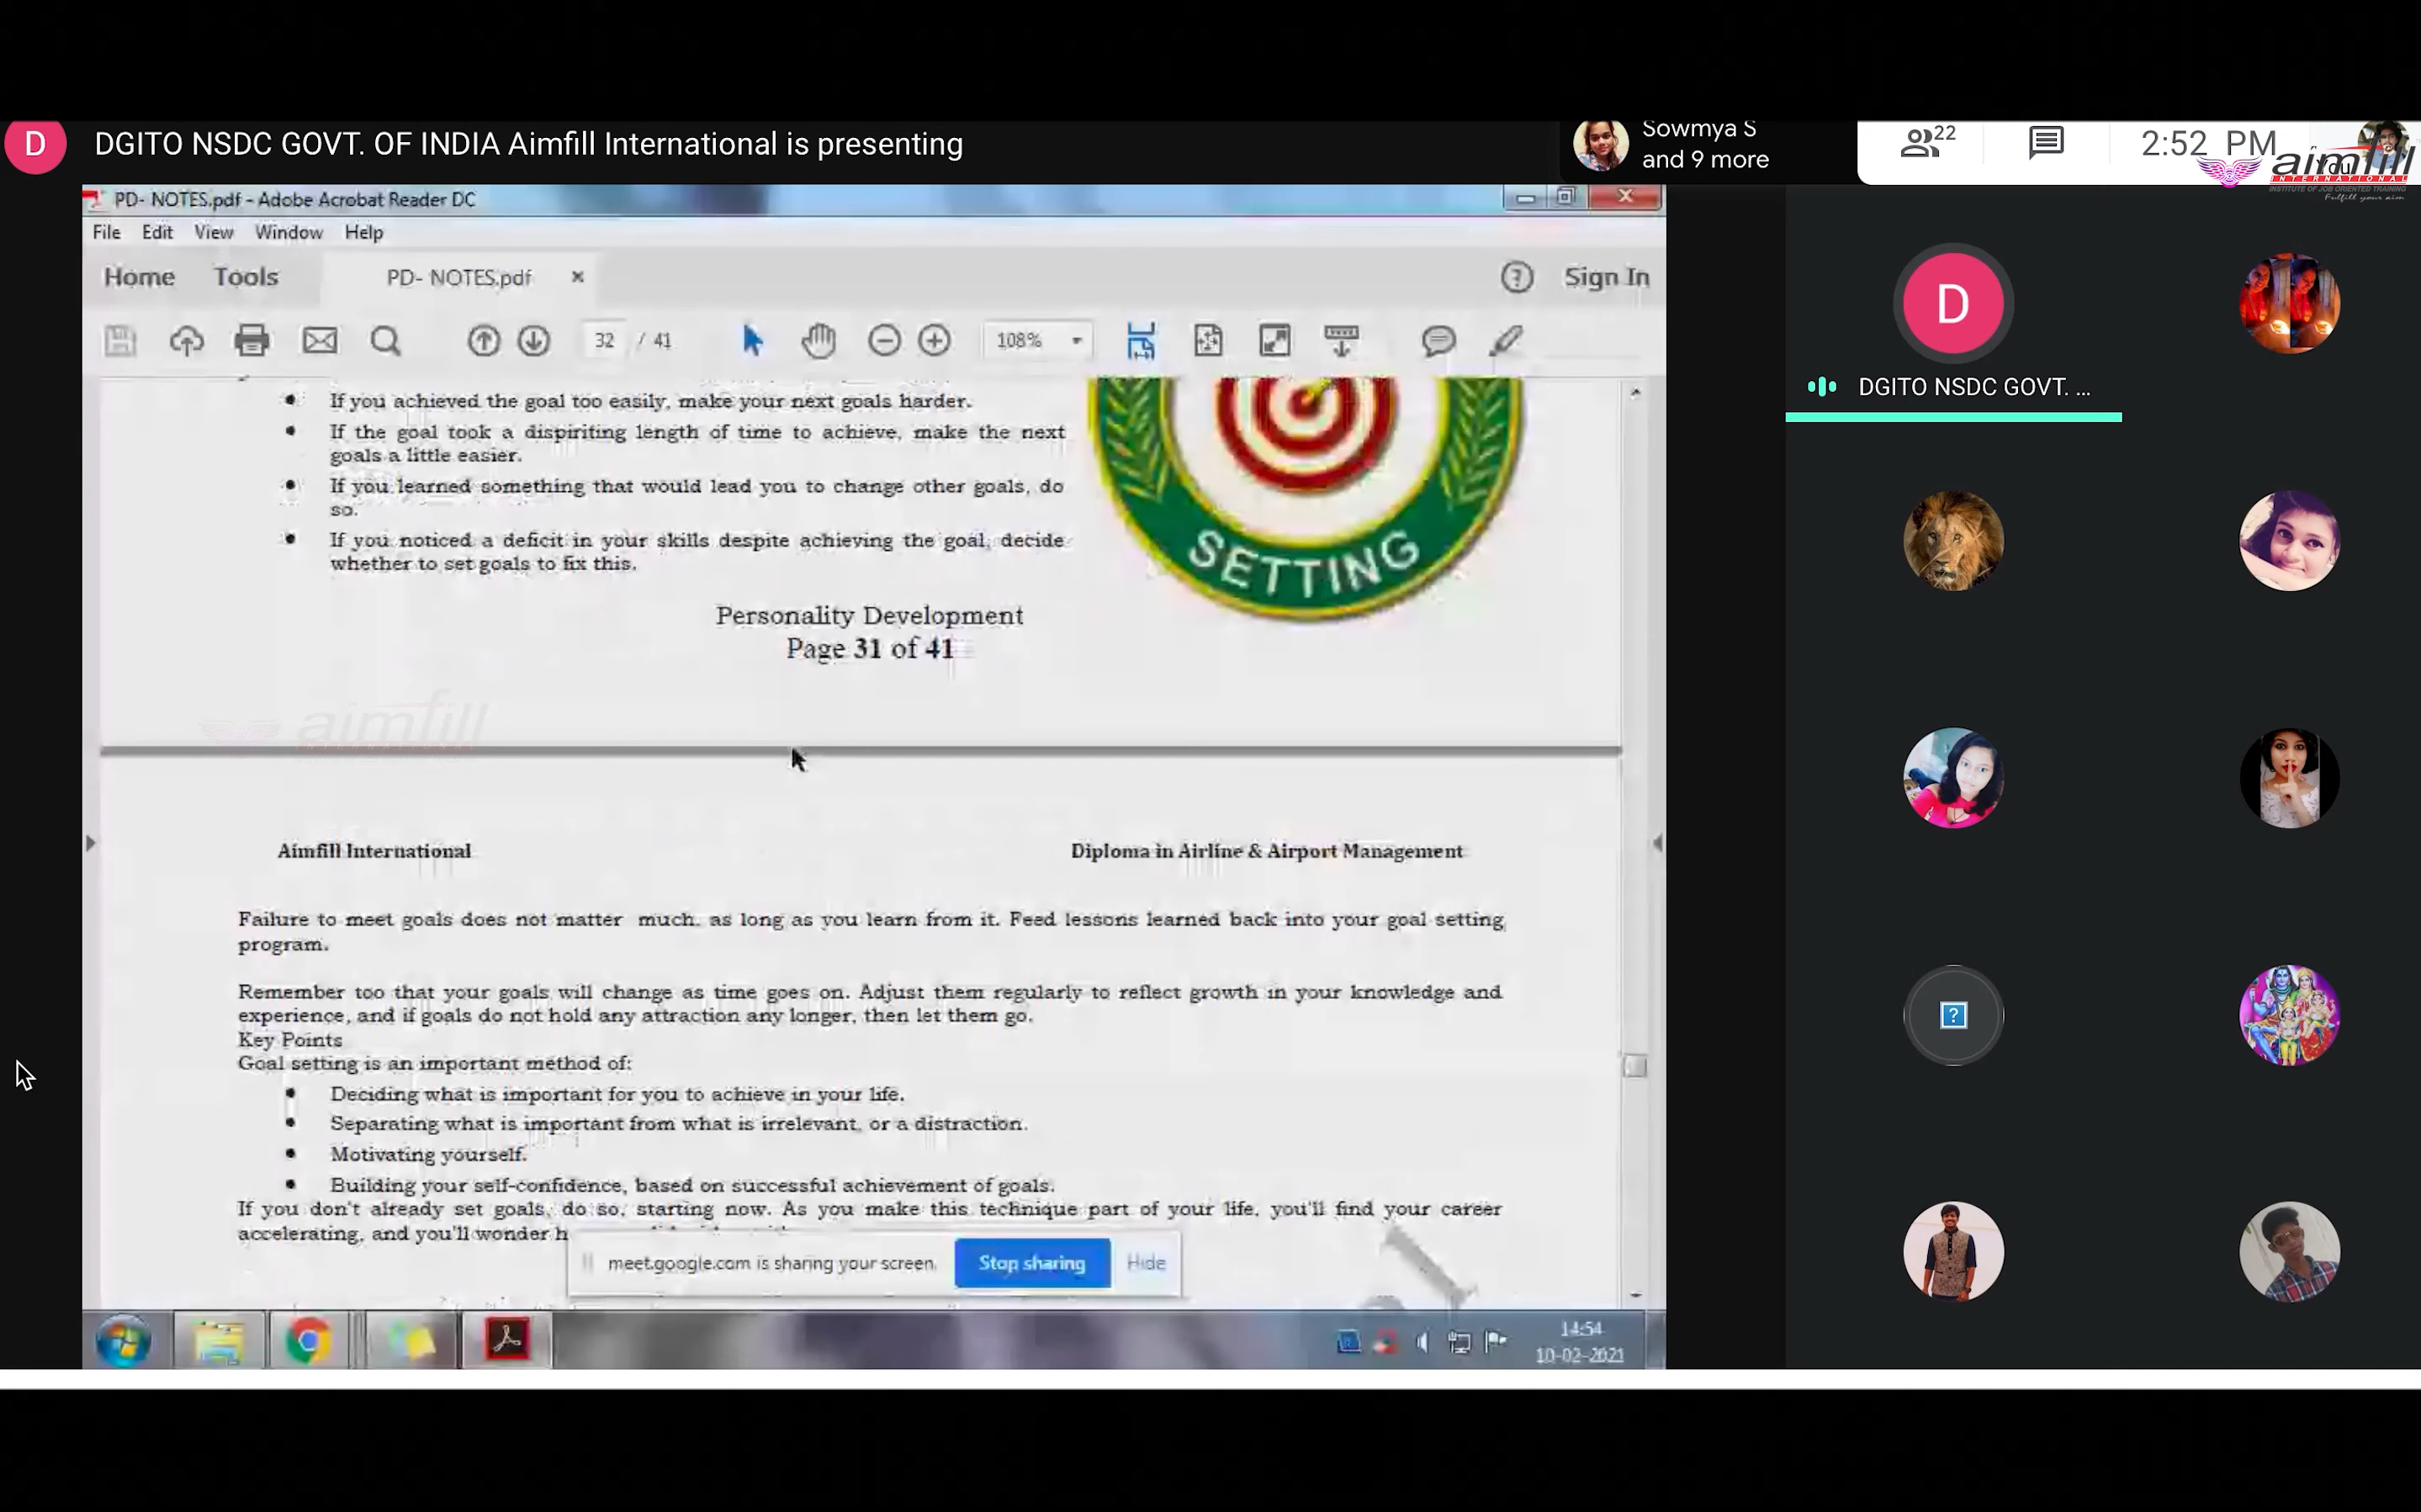 D
DGITO NSDC GOVT. OF INDIA Aimfill International is presenting
Sowmya S
and 9 more
22
2:52 PM
You
aimfill
INTERNATIONAL
INSTITUTE OF JOB ORIENTED TRAINING
Fulfill your aim
PD- NOTES.pdf - Adobe Acrobat Reader DC
File Edit View Window Help
Home Tools PD- NOTES.pdf × Sign In
32 / 41 108%
If you achieved the goal too easily, make your next goals harder.
If the goal took a dispiriting length of time to achieve, make the next
goals a little easier.
If you learned something that would lead you to change other goals, do
so.
If you noticed a deficit in your skills despite achieving the goal, decide
whether to set goals to fix this.
SETTING
Personality Development
Page 31 of 41
aimfill
Aimfill International Diploma in Airline & Airport Management
Failure to meet goals does not matter much, as long as you learn from it. Feed lessons learned back into your goal setting
program.
Remember too that your goals will change as time goes on. Adjust them regularly to reflect growth in your knowledge and
experience, and if goals do not hold any attraction any longer, then let them go.
Key Points
Goal setting is an important method of:
Deciding what is important for you to achieve in your life.
Separating what is important from what is irrelevant, or a distraction.
Motivating yourself.
Building your self-confidence, based on successful achievement of goals.
If you don't already set goals, do so, starting now. As you make this technique part of your life, you'll find your career
accelerating, and you'll wonder h
meet.google.com is sharing your screen. Stop sharing Hide
14:54
10-02-2021
D
DGITO NSDC GOVT. ...
?